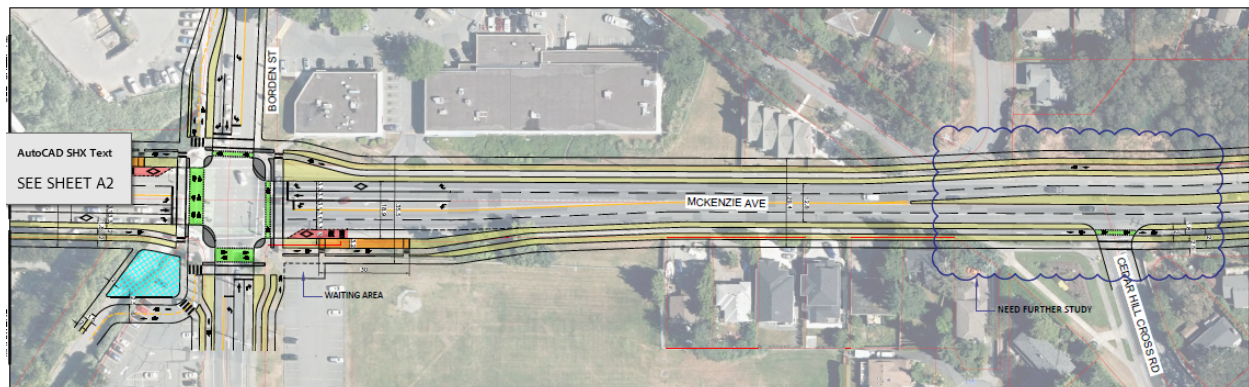 BORDEN ST
AutoCAD SHX Text
SEE SHEET A2
MCKENZIE AVE
WAITING AREA
NEED FURTHER STUDY
CEDAR HILL CROSS RD